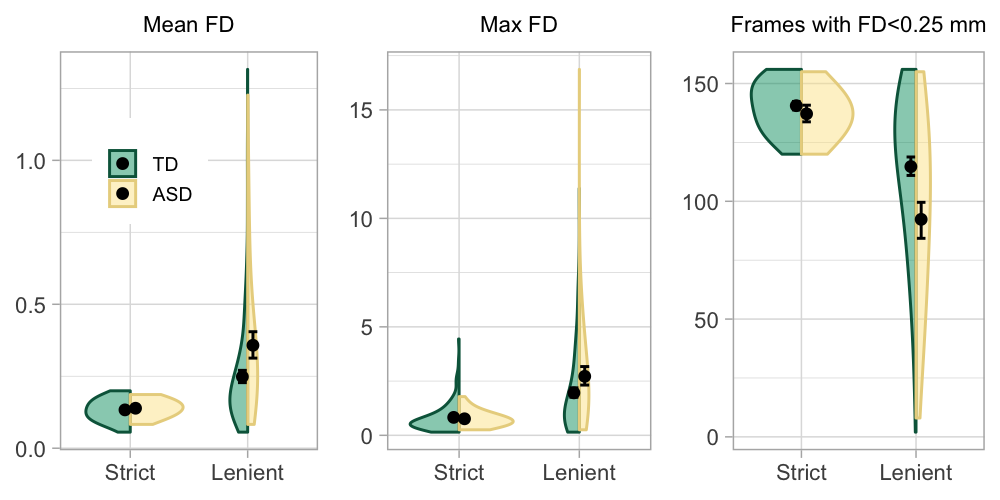 Mean FD
Max FD
Frames with FD<0.25 mm
1.0
0.5
0.0
TD
ASD
Strict
Lenient
15
10
5
0
Strict
Lenient
150
100
50
0
Strict
Lenient